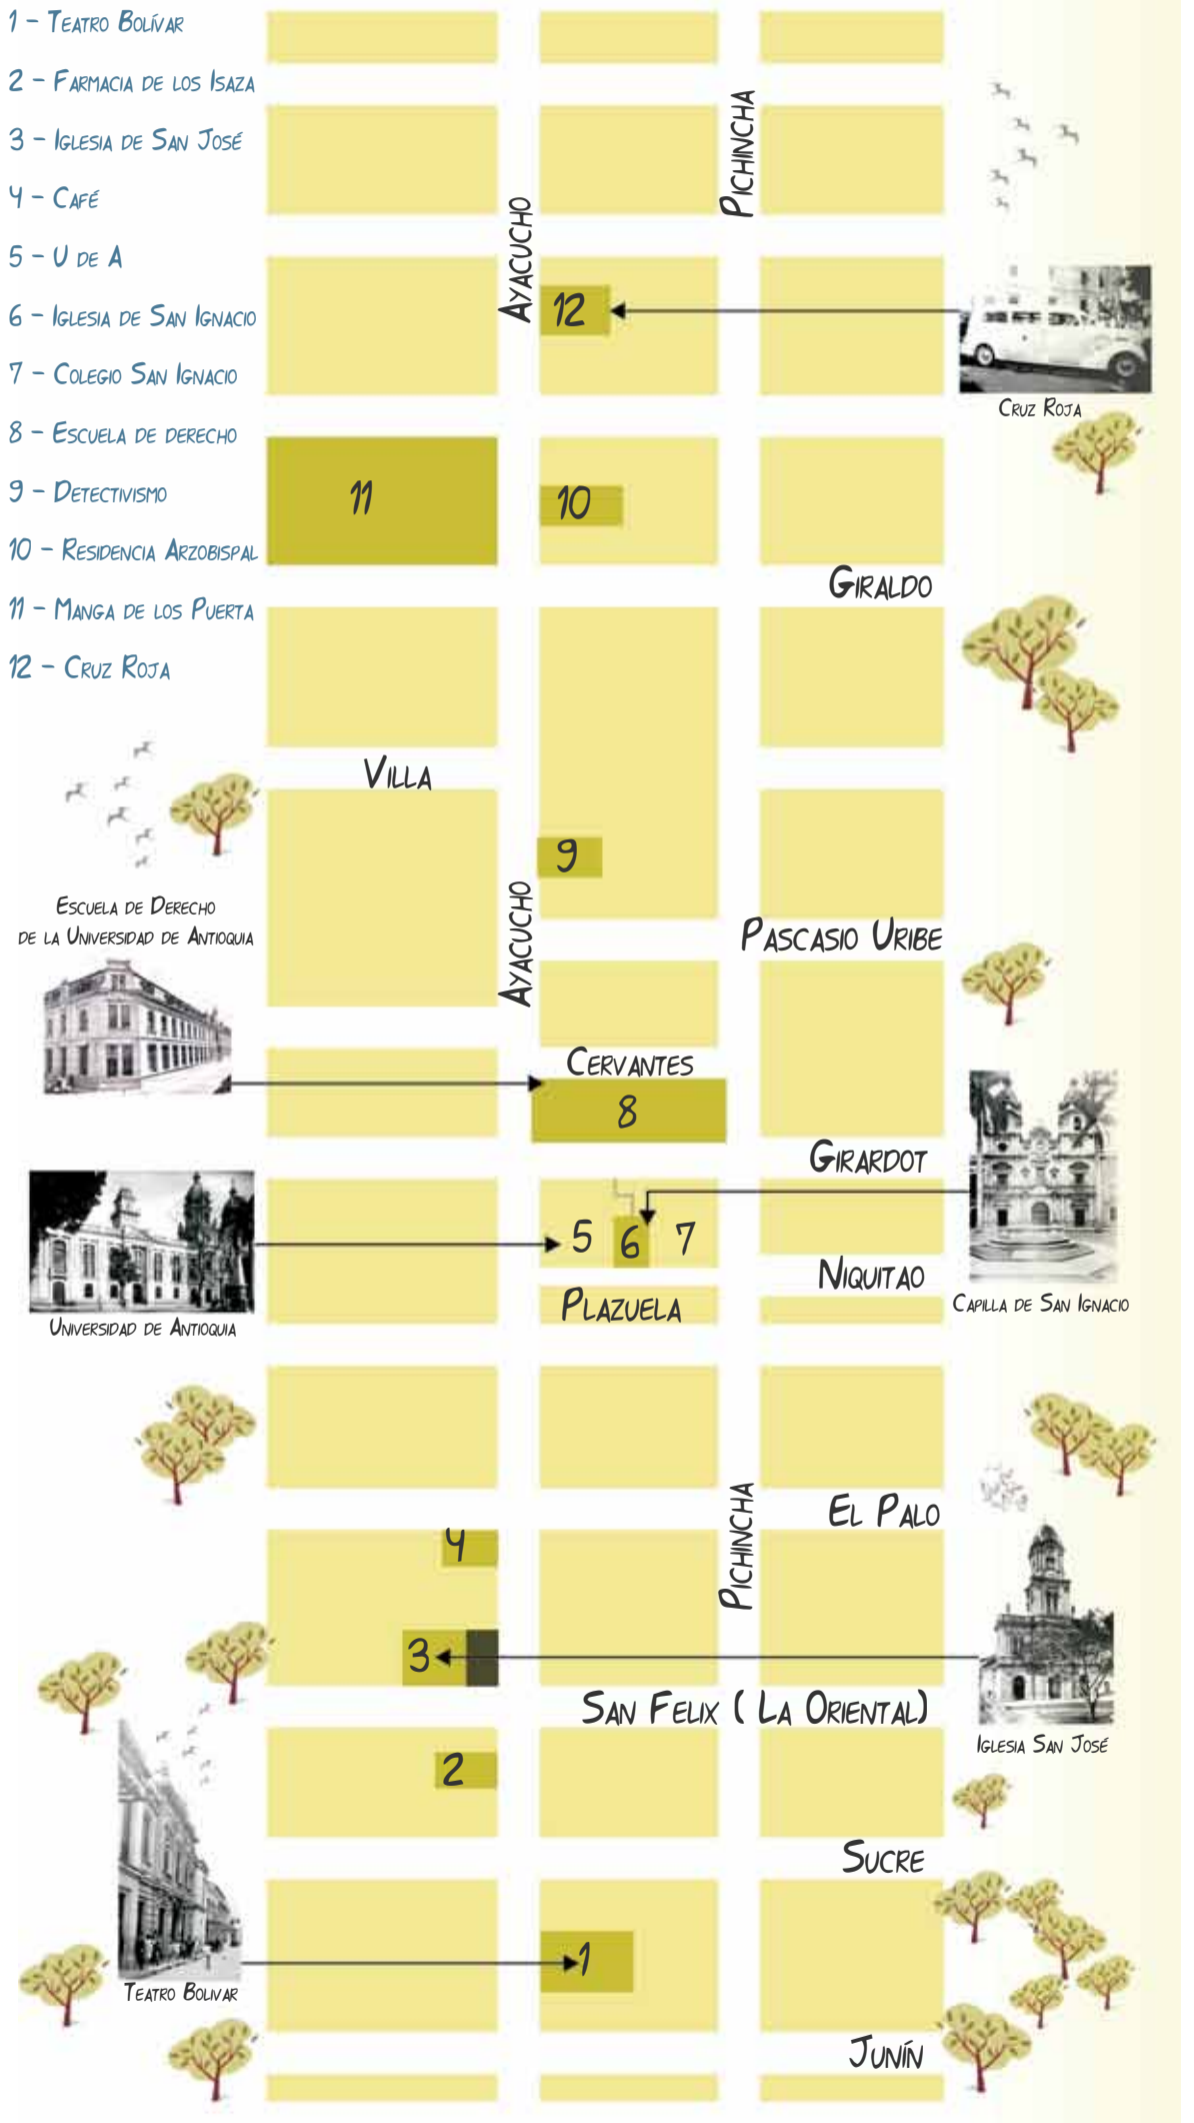 1 – Teatro Bolívar
2 – Farmacia de los Isaza
3 – Iglesia de San José
4 – Café
5 – U de A
6 – Iglesia de San Ignacio
7 – Colegio San Ignacio
8 – Escuela de derecho
9 – Detectivismo
10 – Residencia Arzobispal
11 – Manga de los Puerta
12 – Cruz Roja
Pichincha
Ayacucho
12
Cruz Roja
11
10
Giraldo
Villa
9
Ayacucho
Escuela de Derecho
de la Universidad de Antioquia
Pascasio Uribe
Cervantes
8
Girardot
5
6
7
Niquitao
Plazuela
Capilla de San Ignacio
Universidad de Antioquia
El Palo
Pichincha
4
3
San Felix ( La Oriental)
Iglesia San José
2
Sucre
1
Teatro Bolivar
Junín